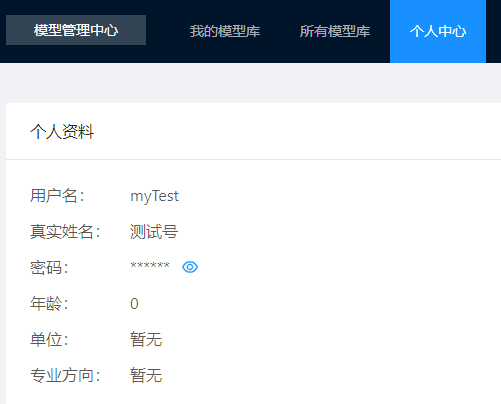 模型管理中心 我的模型库 所有模型库 个人中心
个人资料
用户名： myTest
真实姓名： 测试号
密码： ******
年龄： 0
单位： 暂无
专业方向： 暂无